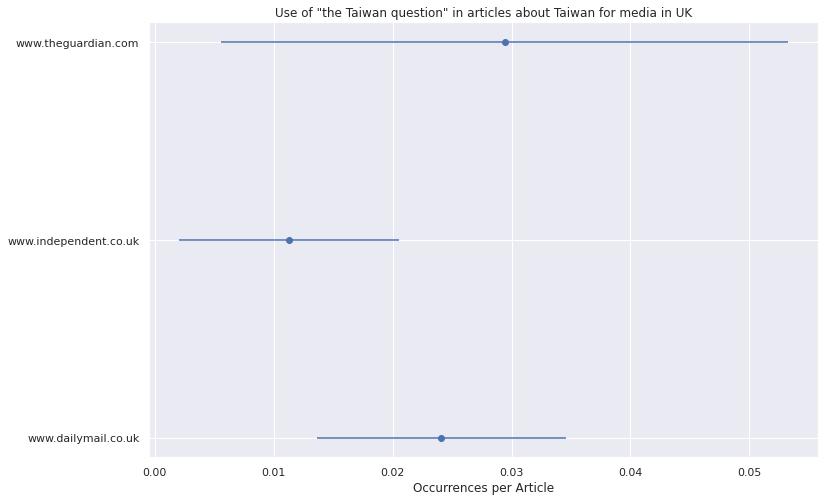 Use of "the Taiwan question" in articles about Taiwan for media in UK
www.theguardian.com
www.independent.co.uk
www.dailymail.co.uk
0.00 0.01 0.02 0.03 0.04 0.05
Occurrences per Article